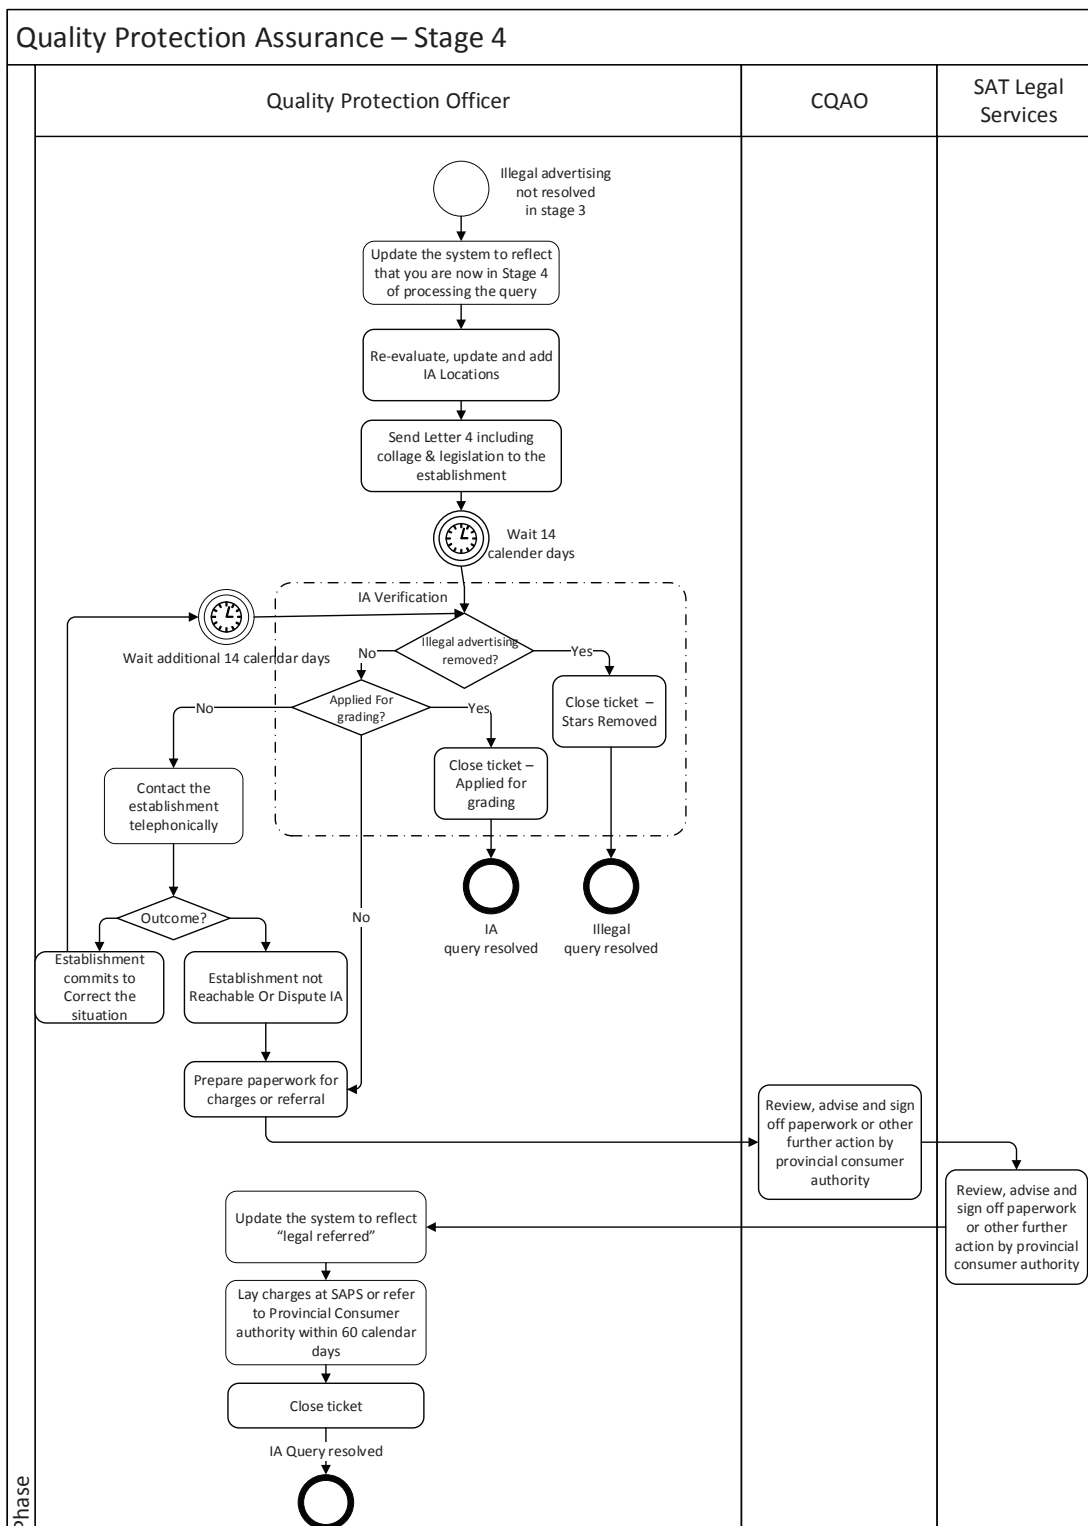 Quality Protection Assurance – Stage 4
Quality Protection Officer
CQAO
SAT Legal
Services
Illegal advertising
not resolved
in stage 3
Update the system to reflect
that you are now in Stage 4
of processing the query
Re-evaluate, update and add
IA Locations
Send Letter 4 including
collage & legislation to the
establishment
Wait 14
calender days
IA Verification
Wait additional 14 calendar days
Illegal advertising
removed?
No
Yes
Applied For
grading?
No
Yes
Close ticket –
Stars Removed
Close ticket –
Applied for
grading
Contact the
establishment
telephonically
Outcome?
No
IA
query resolved
Illegal
query resolved
Establishment
commits to
Correct the
situation
Establishment not
Reachable Or Dispute IA
Prepare paperwork for
charges or referral
Review, advise and sign
off paperwork or other
further action by
provincial consumer
authority
Review, advise and
sign off paperwork
or other further
action by provincial
consumer authority
Update the system to reflect
“legal referred”
Lay charges at SAPS or refer
to Provincial Consumer
authority within 60 calendar
days
Close ticket
IA Query resolved
Phase